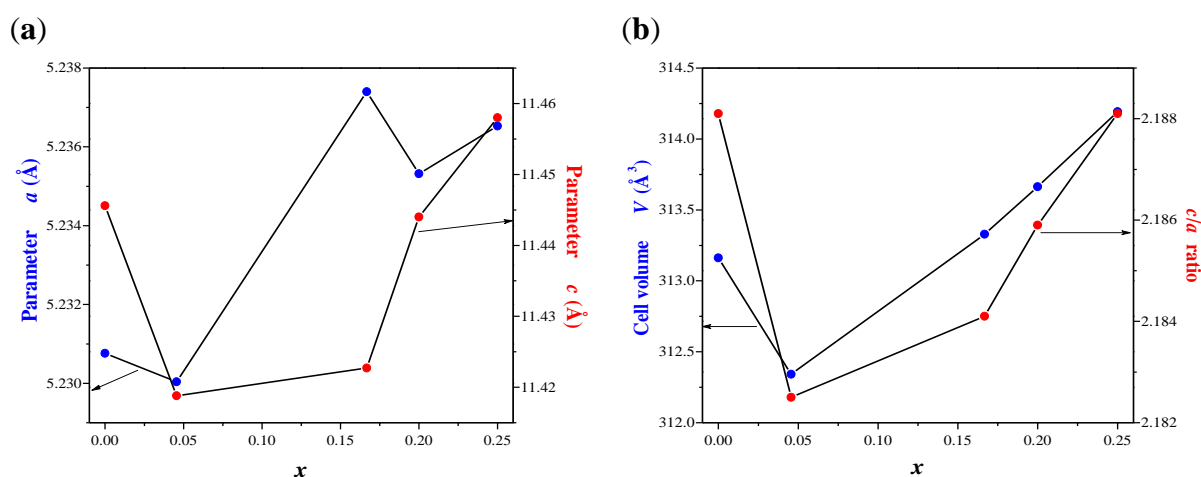 (a)
5.238
5.236
5.234
5.232
5.230
Parameter a (Å)
11.46
11.45
11.44
11.43
11.42
Parameter c (Å)
0.00 0.05 0.10 0.15 0.20 0.25
x
(b)
314.5
314.0
313.5
313.0
312.5
312.0
Cell volume V (Å³)
2.188
2.186
2.184
2.182
c/a ratio
0.00 0.05 0.10 0.15 0.20 0.25
x